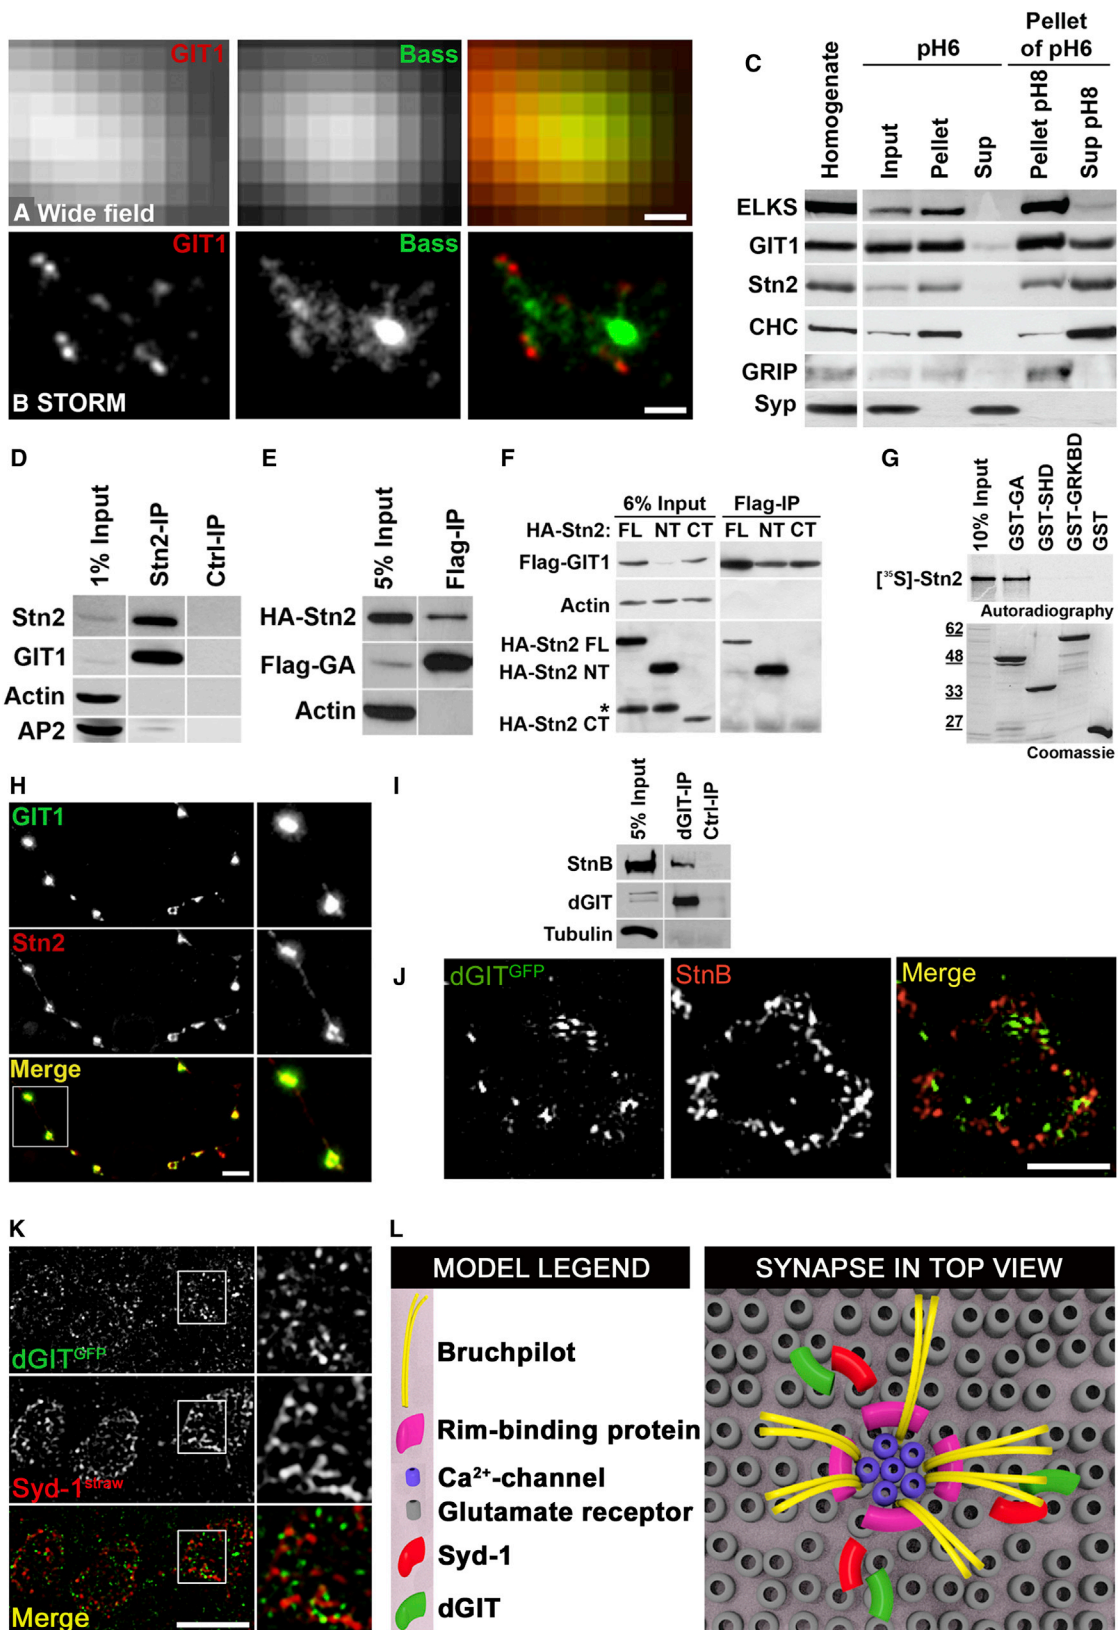 GIT1
Bass
A Wide field
GIT1
Bass
B STORM
C
Homogenate
pH6
Pellet
of pH6
Input
Pellet
Sup
Pellet pH8
Sup pH8
ELKS
GIT1
Stn2
CHC
GRIP
Syp
D
1% Input
Stn2-IP
Ctrl-IP
Stn2
GIT1
Actin
AP2
E
5% Input
Flag-IP
HA-Stn2
Flag-GA
Actin
F
6% Input
Flag-IP
HA-Stn2: FL NT CT FL NT CT
Flag-GIT1
Actin
HA-Stn2 FL
HA-Stn2 NT
*
HA-Stn2 CT
G
10% Input
GST-GA
GST-SHD
GST-GRKBD
GST
[³⁵S]-Stn2
Autoradiography
62
48
33
27
Coomassie
H
GIT1
Stn2
Merge
I
5% Input
dGIT-IP
Ctrl-IP
StnB
dGIT
Tubulin
J
dGITᴳᶠᴾ
StnB
Merge
K
dGITᴳᶠᴾ
Syd-1ˢᵗʳᵃʷ
Merge
L
MODEL LEGEND
Bruchpilot
Rim-binding protein
Ca²⁺-channel
Glutamate receptor
Syd-1
dGIT
SYNAPSE IN TOP VIEW